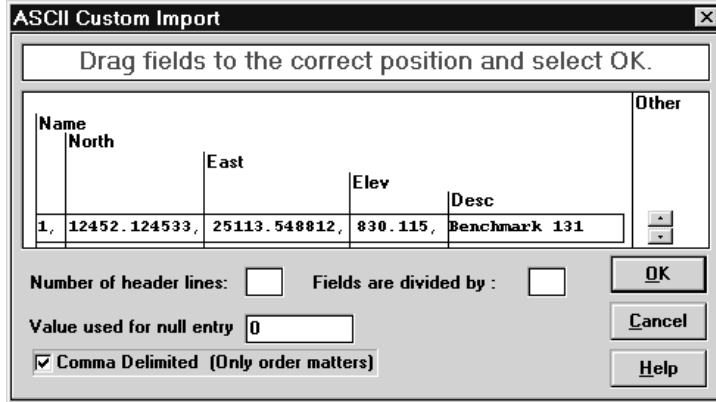 ASCII Custom Import
Drag fields to the correct position and select OK.
Other
Name
North
East
Elev
Desc
1, 12452.124533, 25113.548812, 830.115, Benchmark 131
Number of header lines: Fields are divided by :
OK
Value used for null entry 0
Cancel
Comma Delimited (Only order matters)
Help